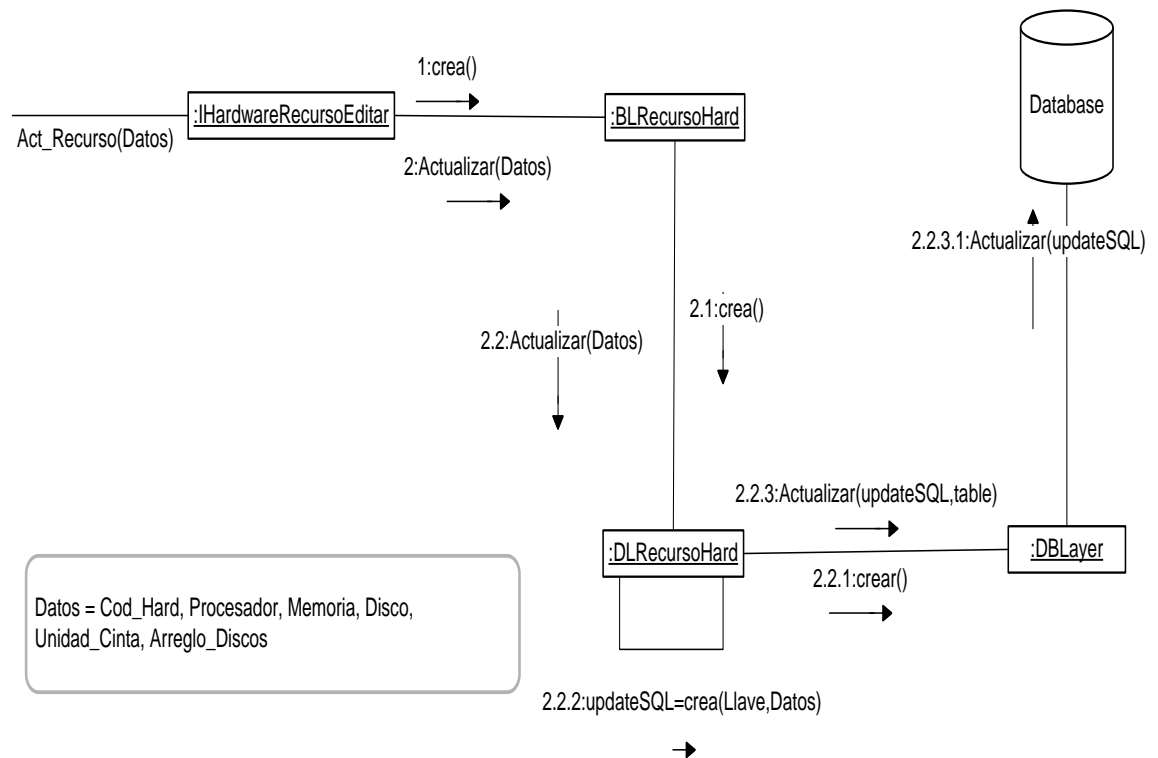 1:crea()
:IHardwareRecursoEditar
:BLRecursoHard
Database
Act_Recurso(Datos)
2:Actualizar(Datos)
2.2.3.1:Actualizar(updateSQL)
2.1:crea()
2.2:Actualizar(Datos)
2.2.3:Actualizar(updateSQL,table)
:DLRecursoHard
:DBLayer
2.2.1:crear()
Datos = Cod_Hard, Procesador, Memoria, Disco,
Unidad_Cinta, Arreglo_Discos
2.2.2:updateSQL=crea(Llave,Datos)